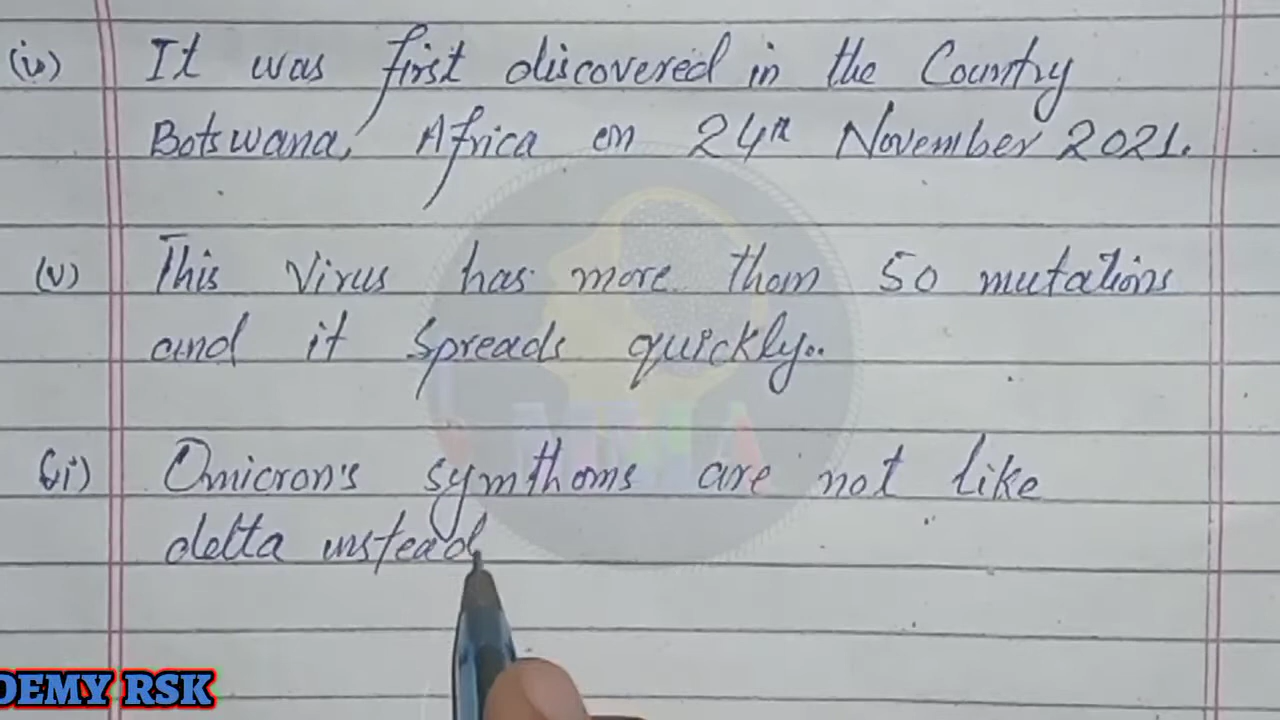 (iv) It was first discovered in the Country
Botswana, Africa on 24th November 2021.
(v) This Virus has more than 50 mutations
and it Spreads quickly..
(vi) Omicron's symthoms are not like
delta instead
DEMY RSK